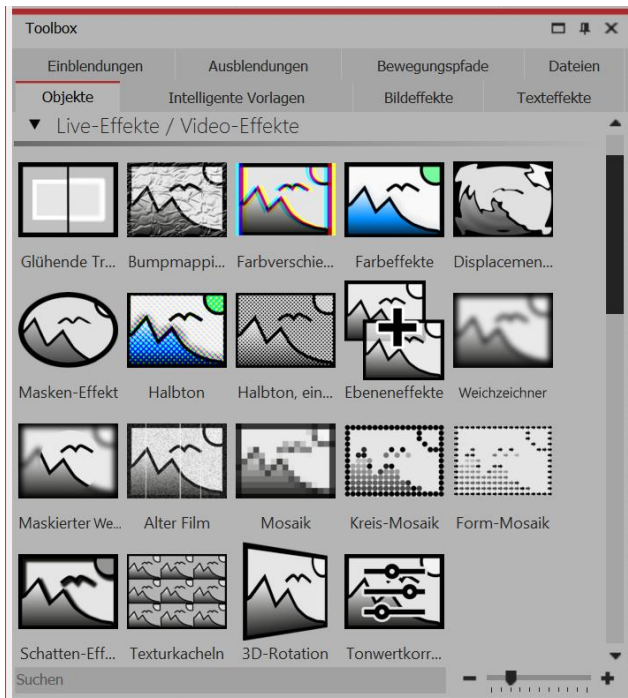 Toolbox
Einblendungen Ausblendungen Bewegungspfade Dateien
Objekte Intelligente Vorlagen Bildeffekte Texteffekte
Live-Effekte / Video-Effekte
Glühende Tr... Bumpmappi... Farbverschie... Farbeffekte Displacemen...
Masken-Effekt Halbton Halbton, ein... Ebeneneffekte Weichzeichner
Maskierter We... Alter Film Mosaik Kreis-Mosaik Form-Mosaik
Schatten-Eff... Texturkacheln 3D-Rotation Tonwertkorr...
Suchen